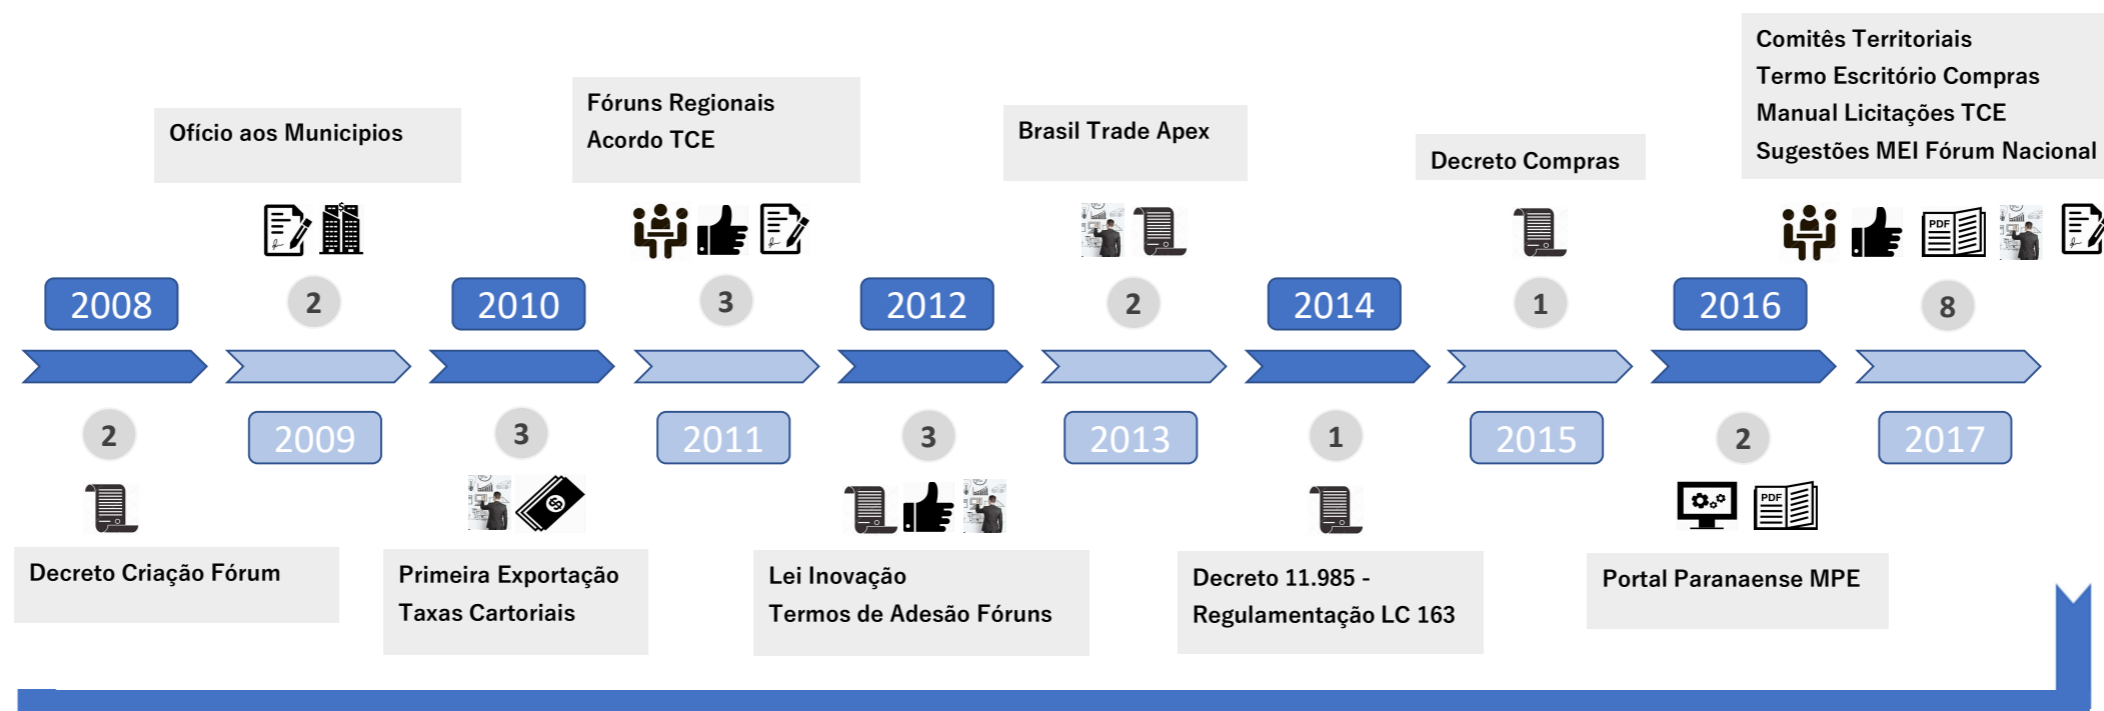 Comitês Territoriais
Termo Escritório Compras
Manual Licitações TCE
Sugestões MEI Fórum Nacional
Fóruns Regionais
Acordo TCE
Ofício aos Municipios
Brasil Trade Apex
Decreto Compras
PDF
2008
2
2010
3
2012
2
2014
1
2016
8
2
2009
3
2011
3
2013
1
2015
2
2017
PDF
Decreto Criação Fórum
Primeira Exportação
Taxas Cartoriais
Lei Inovação
Termos de Adesão Fóruns
Decreto 11.985 -
Regulamentação LC 163
Portal Paranaense MPE